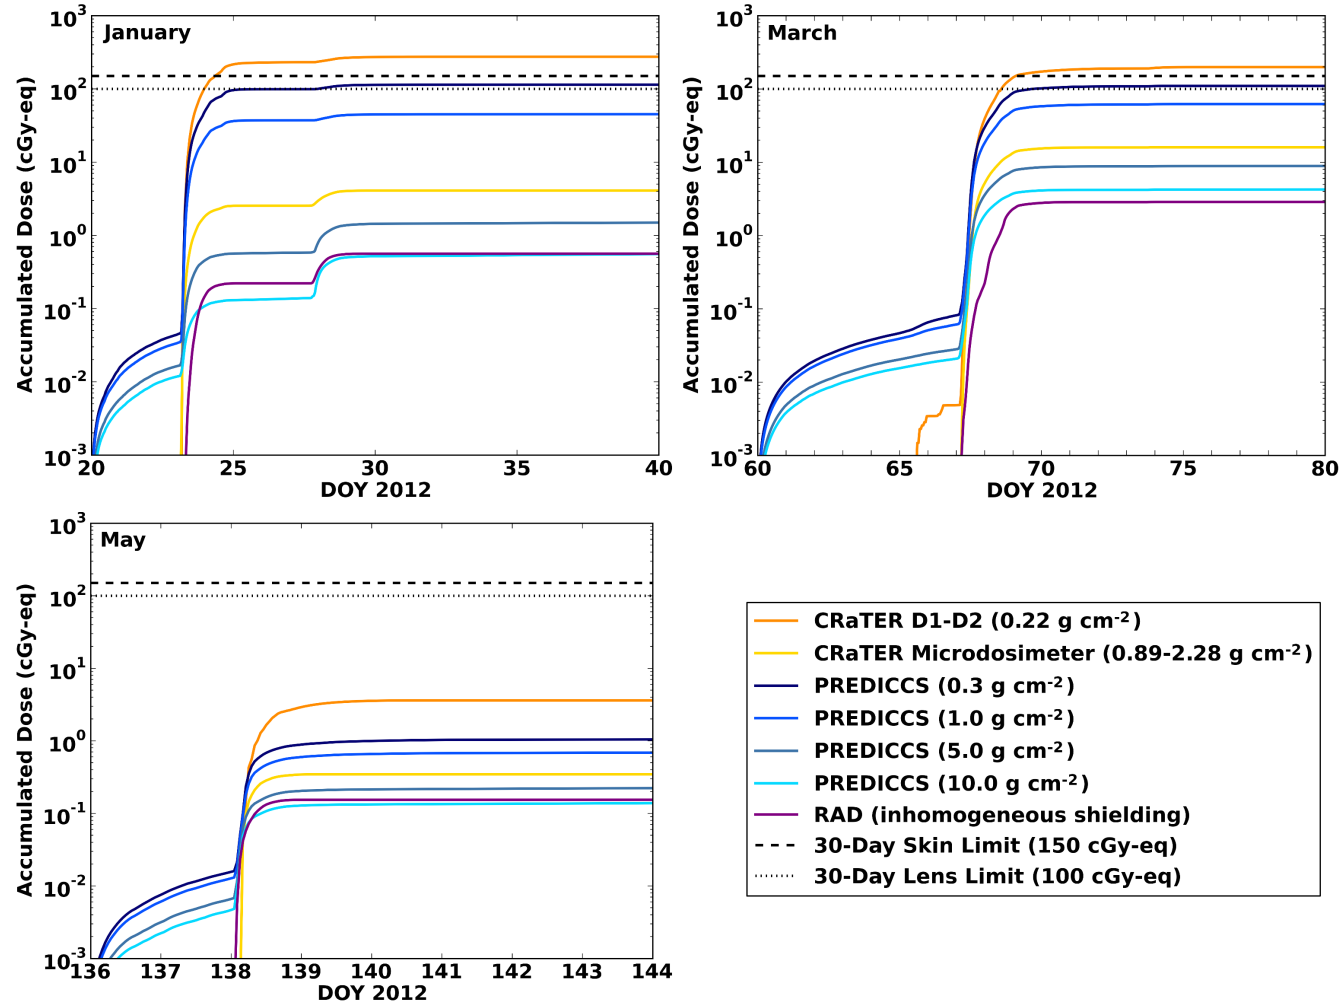 January
Accumulated Dose (cGy-eq)
10³
10²
10¹
10⁰
10⁻¹
10⁻²
10⁻³
20 25 30 35 40
DOY 2012
March
Accumulated Dose (cGy-eq)
10³
10²
10¹
10⁰
10⁻¹
10⁻²
10⁻³
60 65 70 75 80
DOY 2012
May
Accumulated Dose (cGy-eq)
10³
10²
10¹
10⁰
10⁻¹
10⁻²
10⁻³
136 137 138 139 140 141 142 143 144
DOY 2012
CRaTER D1-D2 (0.22 g cm⁻²)
CRaTER Microdosimeter (0.89-2.28 g cm⁻²)
PREDICCS (0.3 g cm⁻²)
PREDICCS (1.0 g cm⁻²)
PREDICCS (5.0 g cm⁻²)
PREDICCS (10.0 g cm⁻²)
RAD (inhomogeneous shielding)
30-Day Skin Limit (150 cGy-eq)
30-Day Lens Limit (100 cGy-eq)